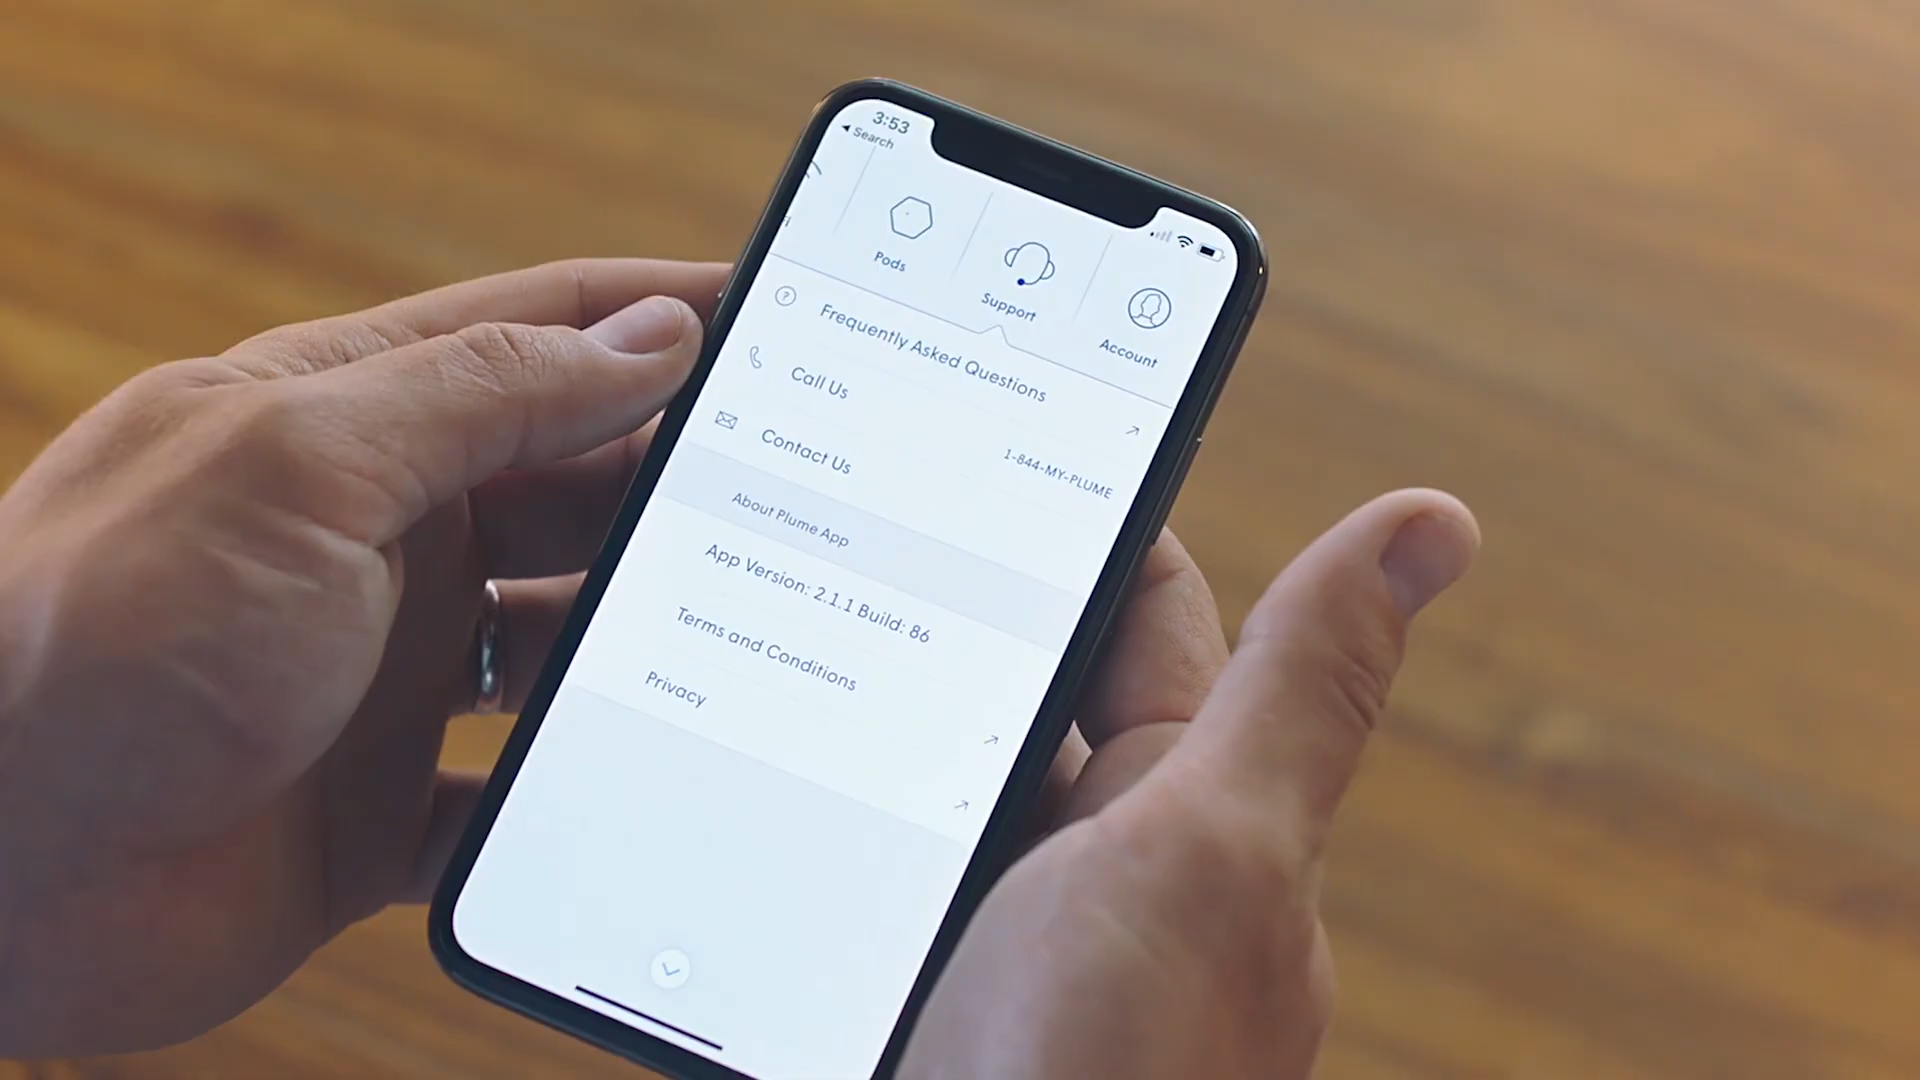 3:53
Search
Pods
Support
Account
Frequently Asked Questions
Call Us
1-844-MY-PLUME
Contact Us
About Plume App
App Version: 2.1.1 Build: 86
Terms and Conditions
Privacy